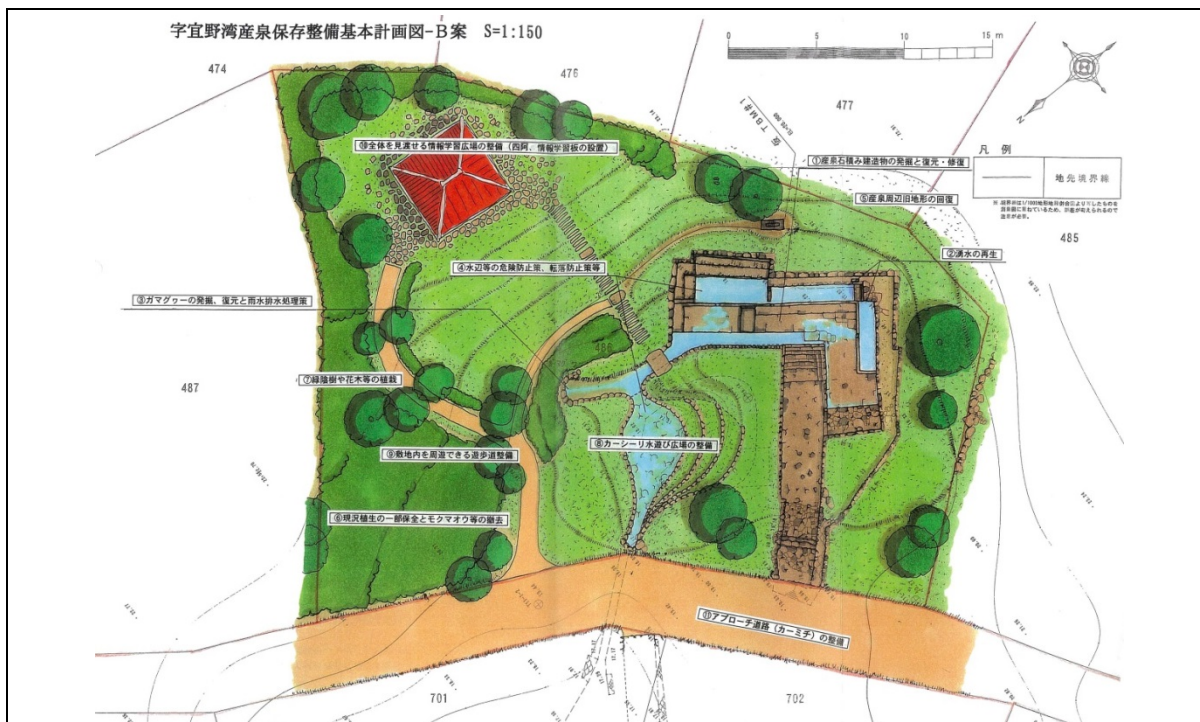 字宜野湾産泉保存整備基本計画図-B案 S=1:150
0 5 10 15 m
474
476
477
仮TBM#1
N
凡例
地先境界線
485
⑩全体を見渡せる情報学習広場の整備（四阿、情報学習板の設置）
①産泉石積み建造物の発掘と復元・修復
⑤産泉周辺旧地形の回復
②湧水の再生
④水辺等の危険防止策、転落防止策等
③ガマグヮーの発掘、復元と雨水排水処理策
486
487
⑦緑陰樹や花木等の植栽
⑧カーシーリ水遊び広場の整備
⑨敷地内を周遊できる遊歩道整備
⑥現況植生の一部保全とモクマオウ等の撤去
⑪アプローチ道路（カーミチ）の整備
701
702